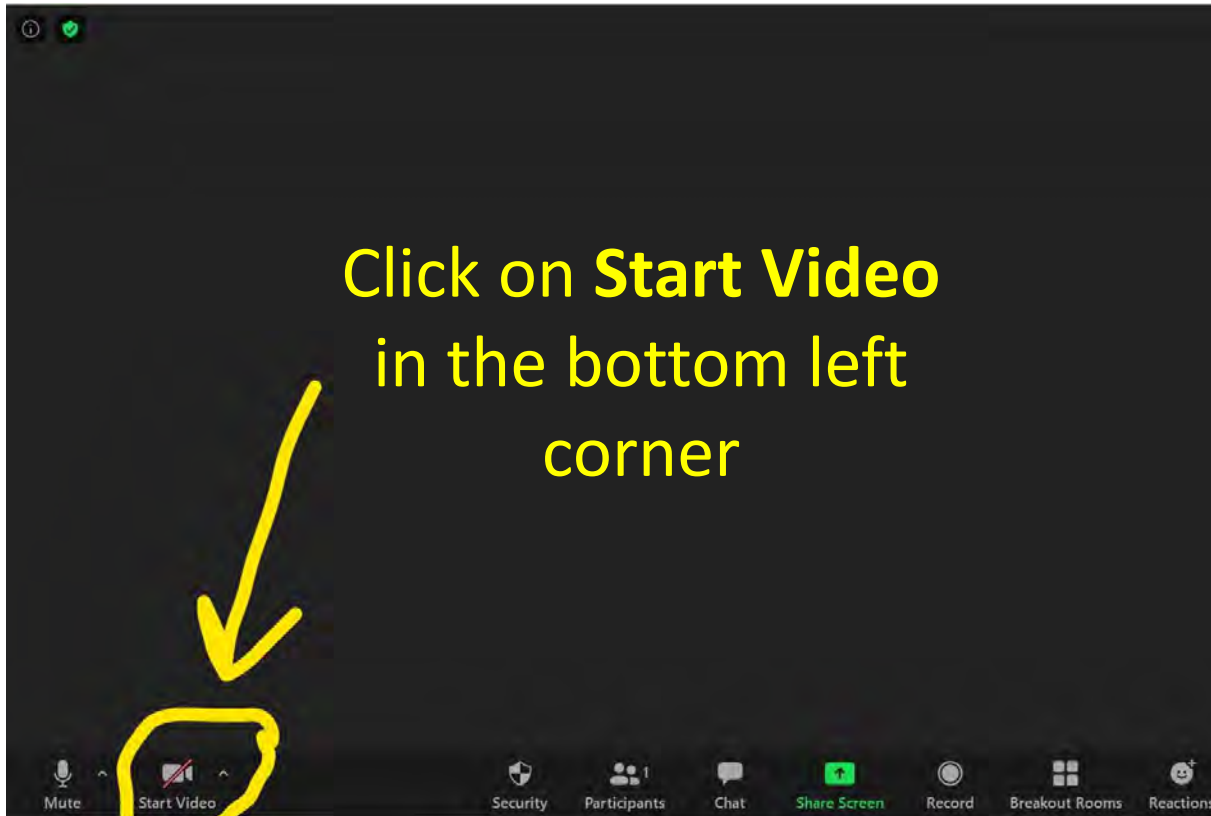 Click on Start Video
in the bottom left
corner
1
Mute Start Video Security Participants Chat Share Screen Record Breakout Rooms Reactions